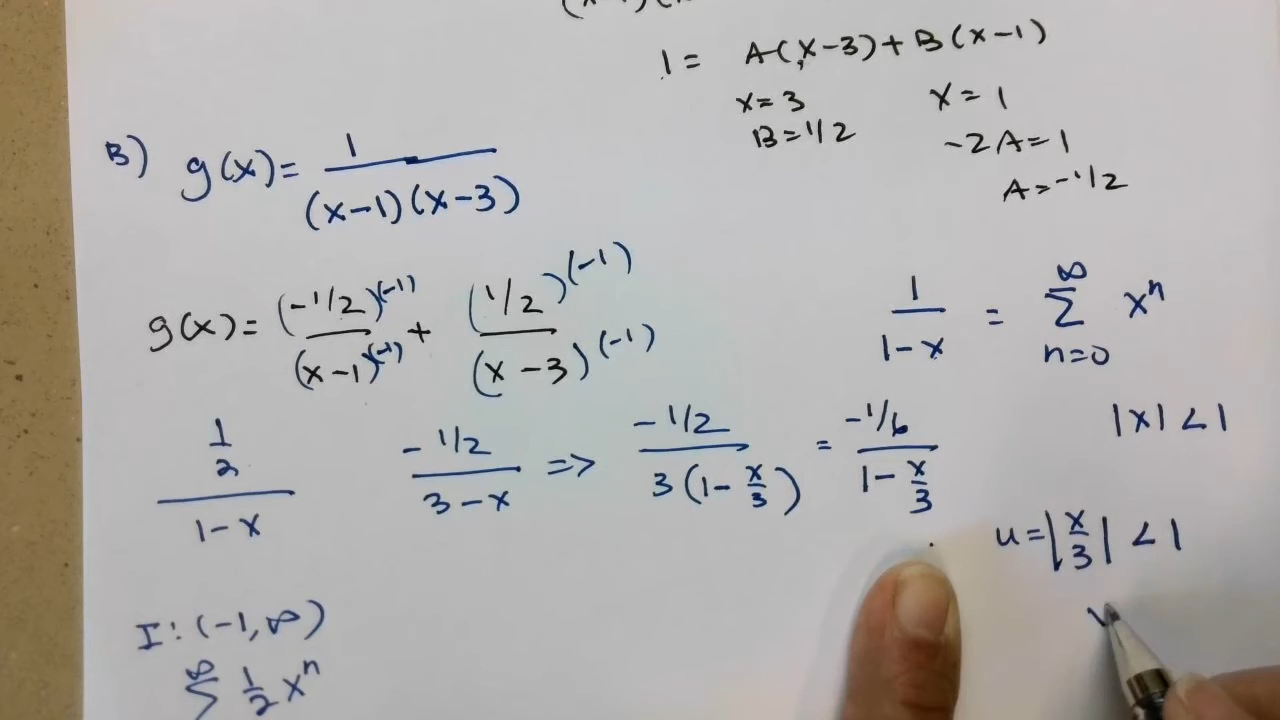 1 = A(x-3) + B(x-1)
x = 3 x = 1
B = 1/2 -2A = 1
A = -1/2
B) g(x) = 1 / (x-1)(x-3)
g(x) = (-1/2)^(-1) / (x-1)^(-1) + (1/2)^(-1) / (x-3)^(-1)
1/(1-x) = ∞ Σ n=0 x^n
|x| < 1
1/2 / 1-x
-1/2 / 3-x => -1/2 / 3(1 - x/3) = -1/6 / 1 - x/3
u = |x/3| < 1
I: (-1, ∞)
∞ Σ 1/2 x^n